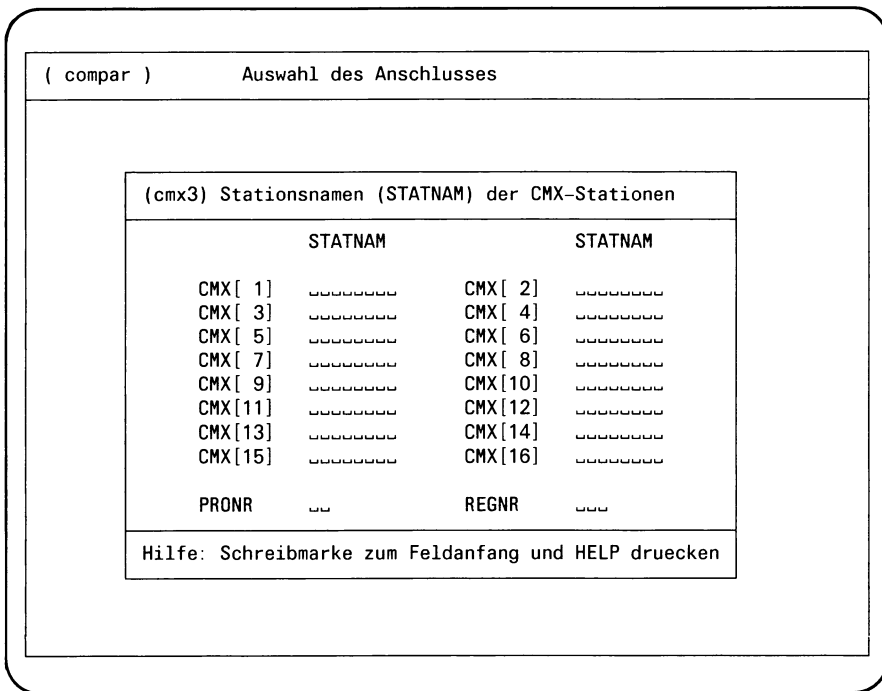 ( compar ) Auswahl des Anschlusses
(cmx3) Stationsnamen (STATNAM) der CMX-Stationen
STATNAM STATNAM
CMX[ 1] ␣␣␣␣␣␣␣␣ CMX[ 2] ␣␣␣␣␣␣␣␣
CMX[ 3] ␣␣␣␣␣␣␣␣ CMX[ 4] ␣␣␣␣␣␣␣␣
CMX[ 5] ␣␣␣␣␣␣␣␣ CMX[ 6] ␣␣␣␣␣␣␣␣
CMX[ 7] ␣␣␣␣␣␣␣␣ CMX[ 8] ␣␣␣␣␣␣␣␣
CMX[ 9] ␣␣␣␣␣␣␣␣ CMX[10] ␣␣␣␣␣␣␣␣
CMX[11] ␣␣␣␣␣␣␣␣ CMX[12] ␣␣␣␣␣␣␣␣
CMX[13] ␣␣␣␣␣␣␣␣ CMX[14] ␣␣␣␣␣␣␣␣
CMX[15] ␣␣␣␣␣␣␣␣ CMX[16] ␣␣␣␣␣␣␣␣
PRONR ␣␣ REGNR ␣␣␣
Hilfe: Schreibmarke zum Feldanfang und HELP druecken